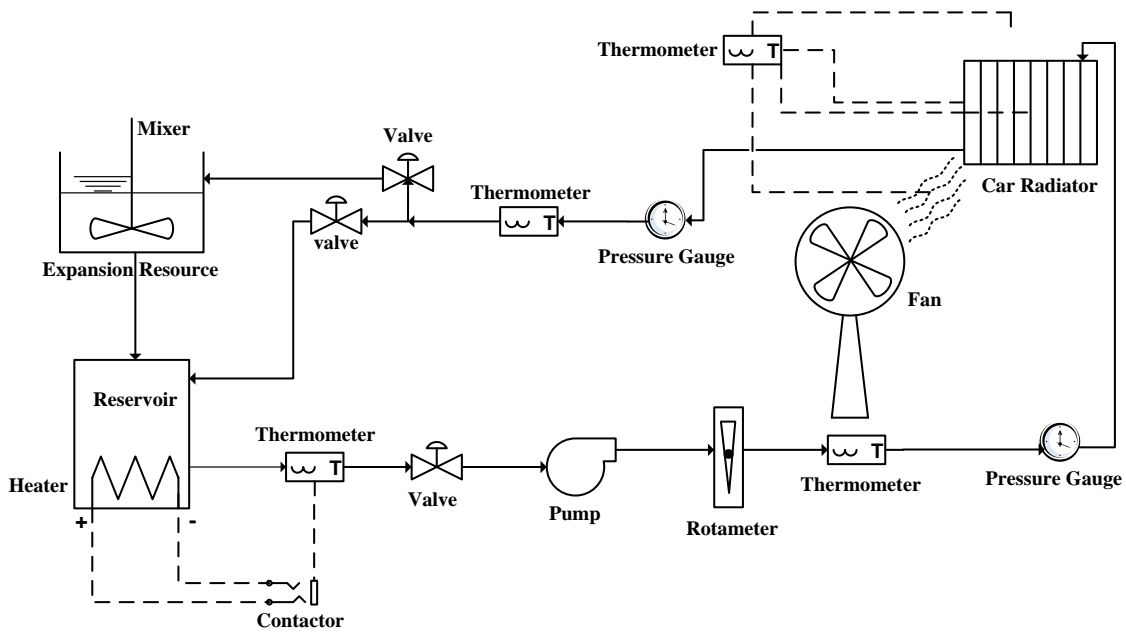 Thermometer
T
Mixer
Valve
Thermometer
T
Car Radiator
valve
Pressure Gauge
Expansion Resource
Fan
Reservoir
Thermometer
T
Valve
Heater
+
-
Pump
Rotameter
T
Thermometer
Pressure Gauge
Contactor